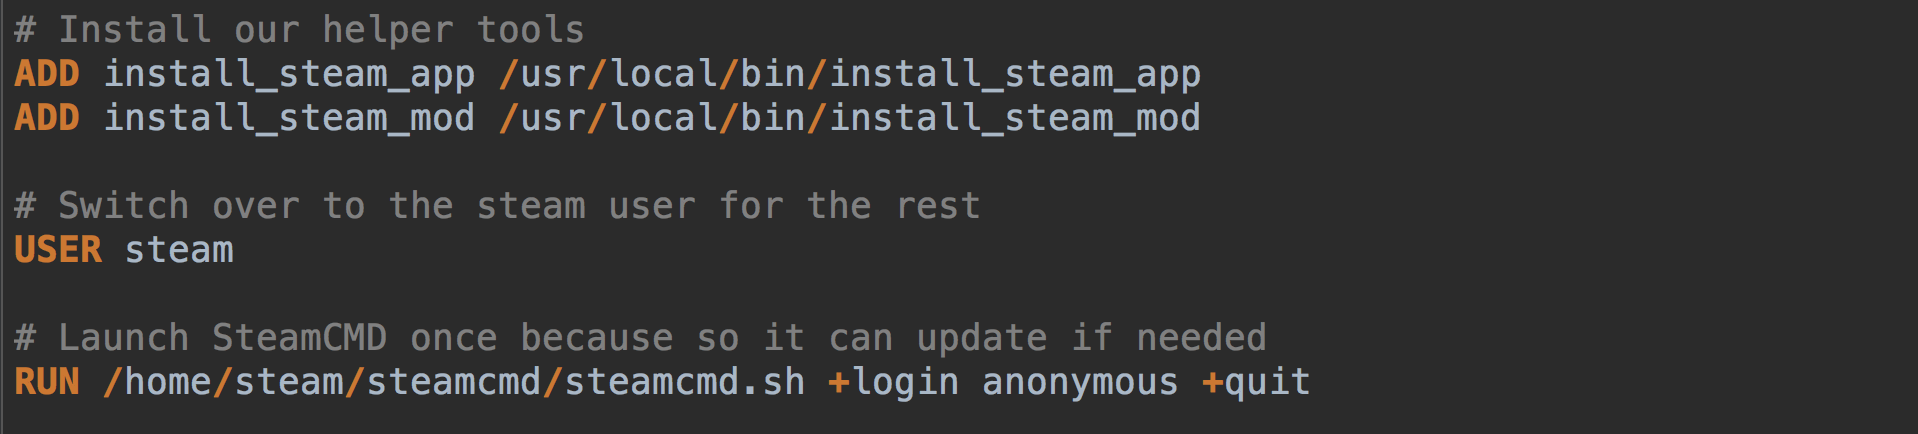 # Install our helper tools
ADD install_steam_app /usr/local/bin/install_steam_app
ADD install_steam_mod /usr/local/bin/install_steam_mod
# Switch over to the steam user for the rest
USER steam
# Launch SteamCMD once because so it can update if needed
RUN /home/steam/steamcmd/steamcmd.sh +login anonymous +quit